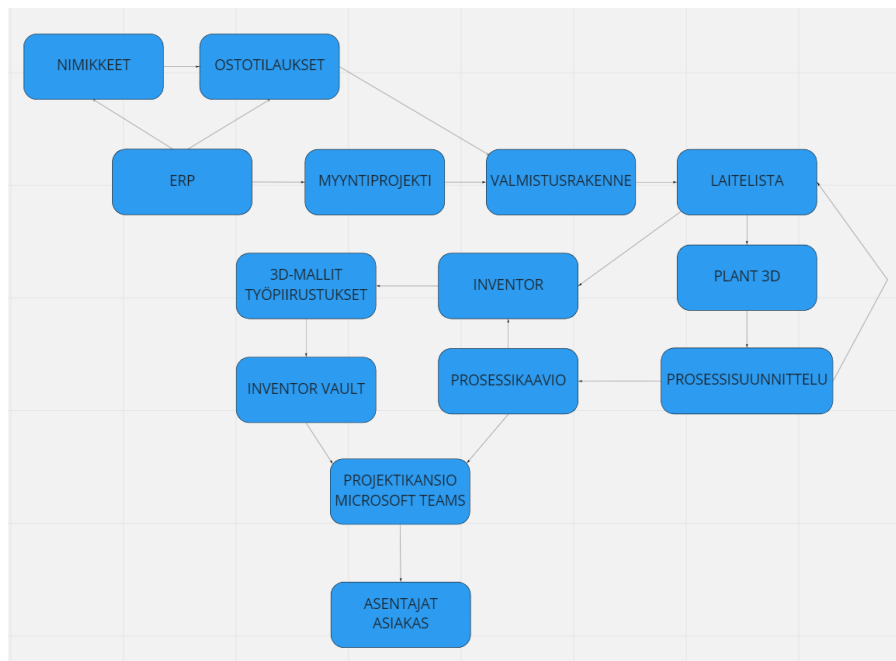 NIMIKKEET
OSTOTILAUKSET
ERP
MYYNTIPROJEKTI
VALMISTUSRAKENNE
LAITELISTA
3D-MALLIT
TYÖPIIRUSTUKSET
INVENTOR
PLANT 3D
INVENTOR VAULT
PROSESSIKAAVIO
PROSESSISUUNNITTELU
PROJEKTIKANSIO
MICROSOFT TEAMS
ASENTAJAT
ASIAKAS